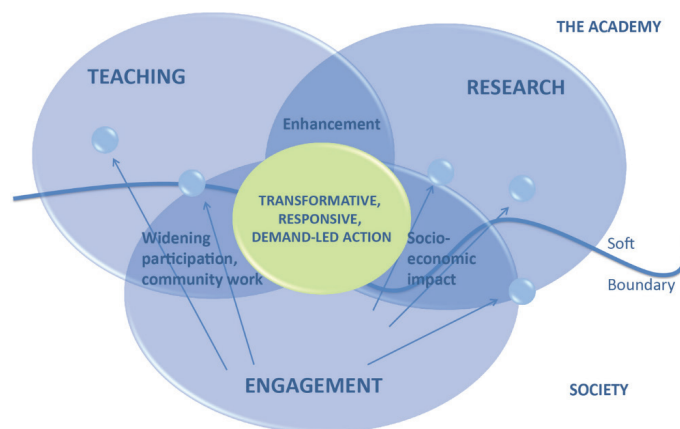 THE ACADEMY
TEACHING
RESEARCH
Enhancement
TRANSFORMATIVE,
RESPONSIVE,
DEMAND-LED ACTION
Widening
participation,
community work
Socio-
economic
impact
Soft
Boundary
ENGAGEMENT
SOCIETY